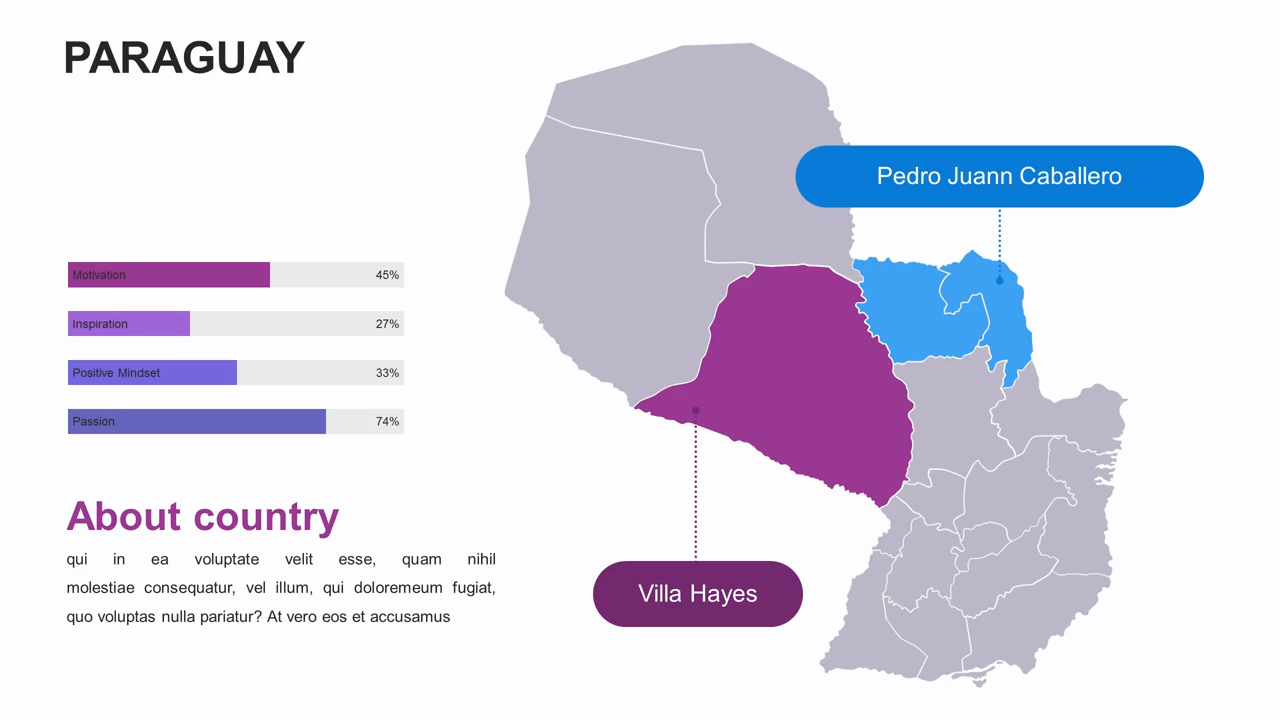 PARAGUAY
Pedro Juann Caballero
Motivation 45%
Inspiration 27%
Positive Mindset 33%
Passion 74%
About country
qui in ea voluptate velit esse, quam nihil
molestiae consequatur, vel illum, qui doloremeum fugiat,
quo voluptas nulla pariatur? At vero eos et accusamus
Villa Hayes